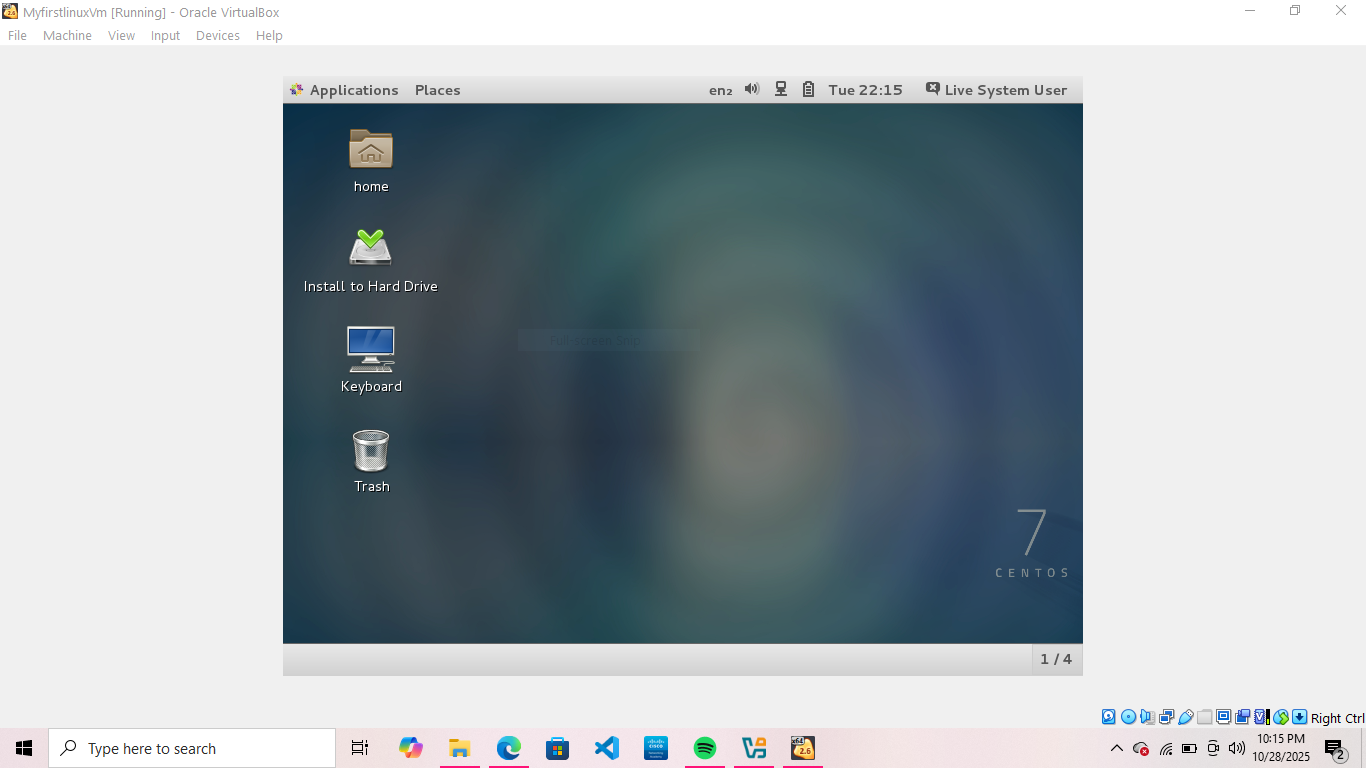 MyfirstlinuxVm [Running] - Oracle VirtualBox
File Machine View Input Devices Help
Applications Places en₂ Tue 22:15 Live System User
home
Install to Hard Drive
Keyboard
Trash
7
CENTOS
1 / 4
Right Ctrl
Type here to search
10:15 PM
10/28/2025
2